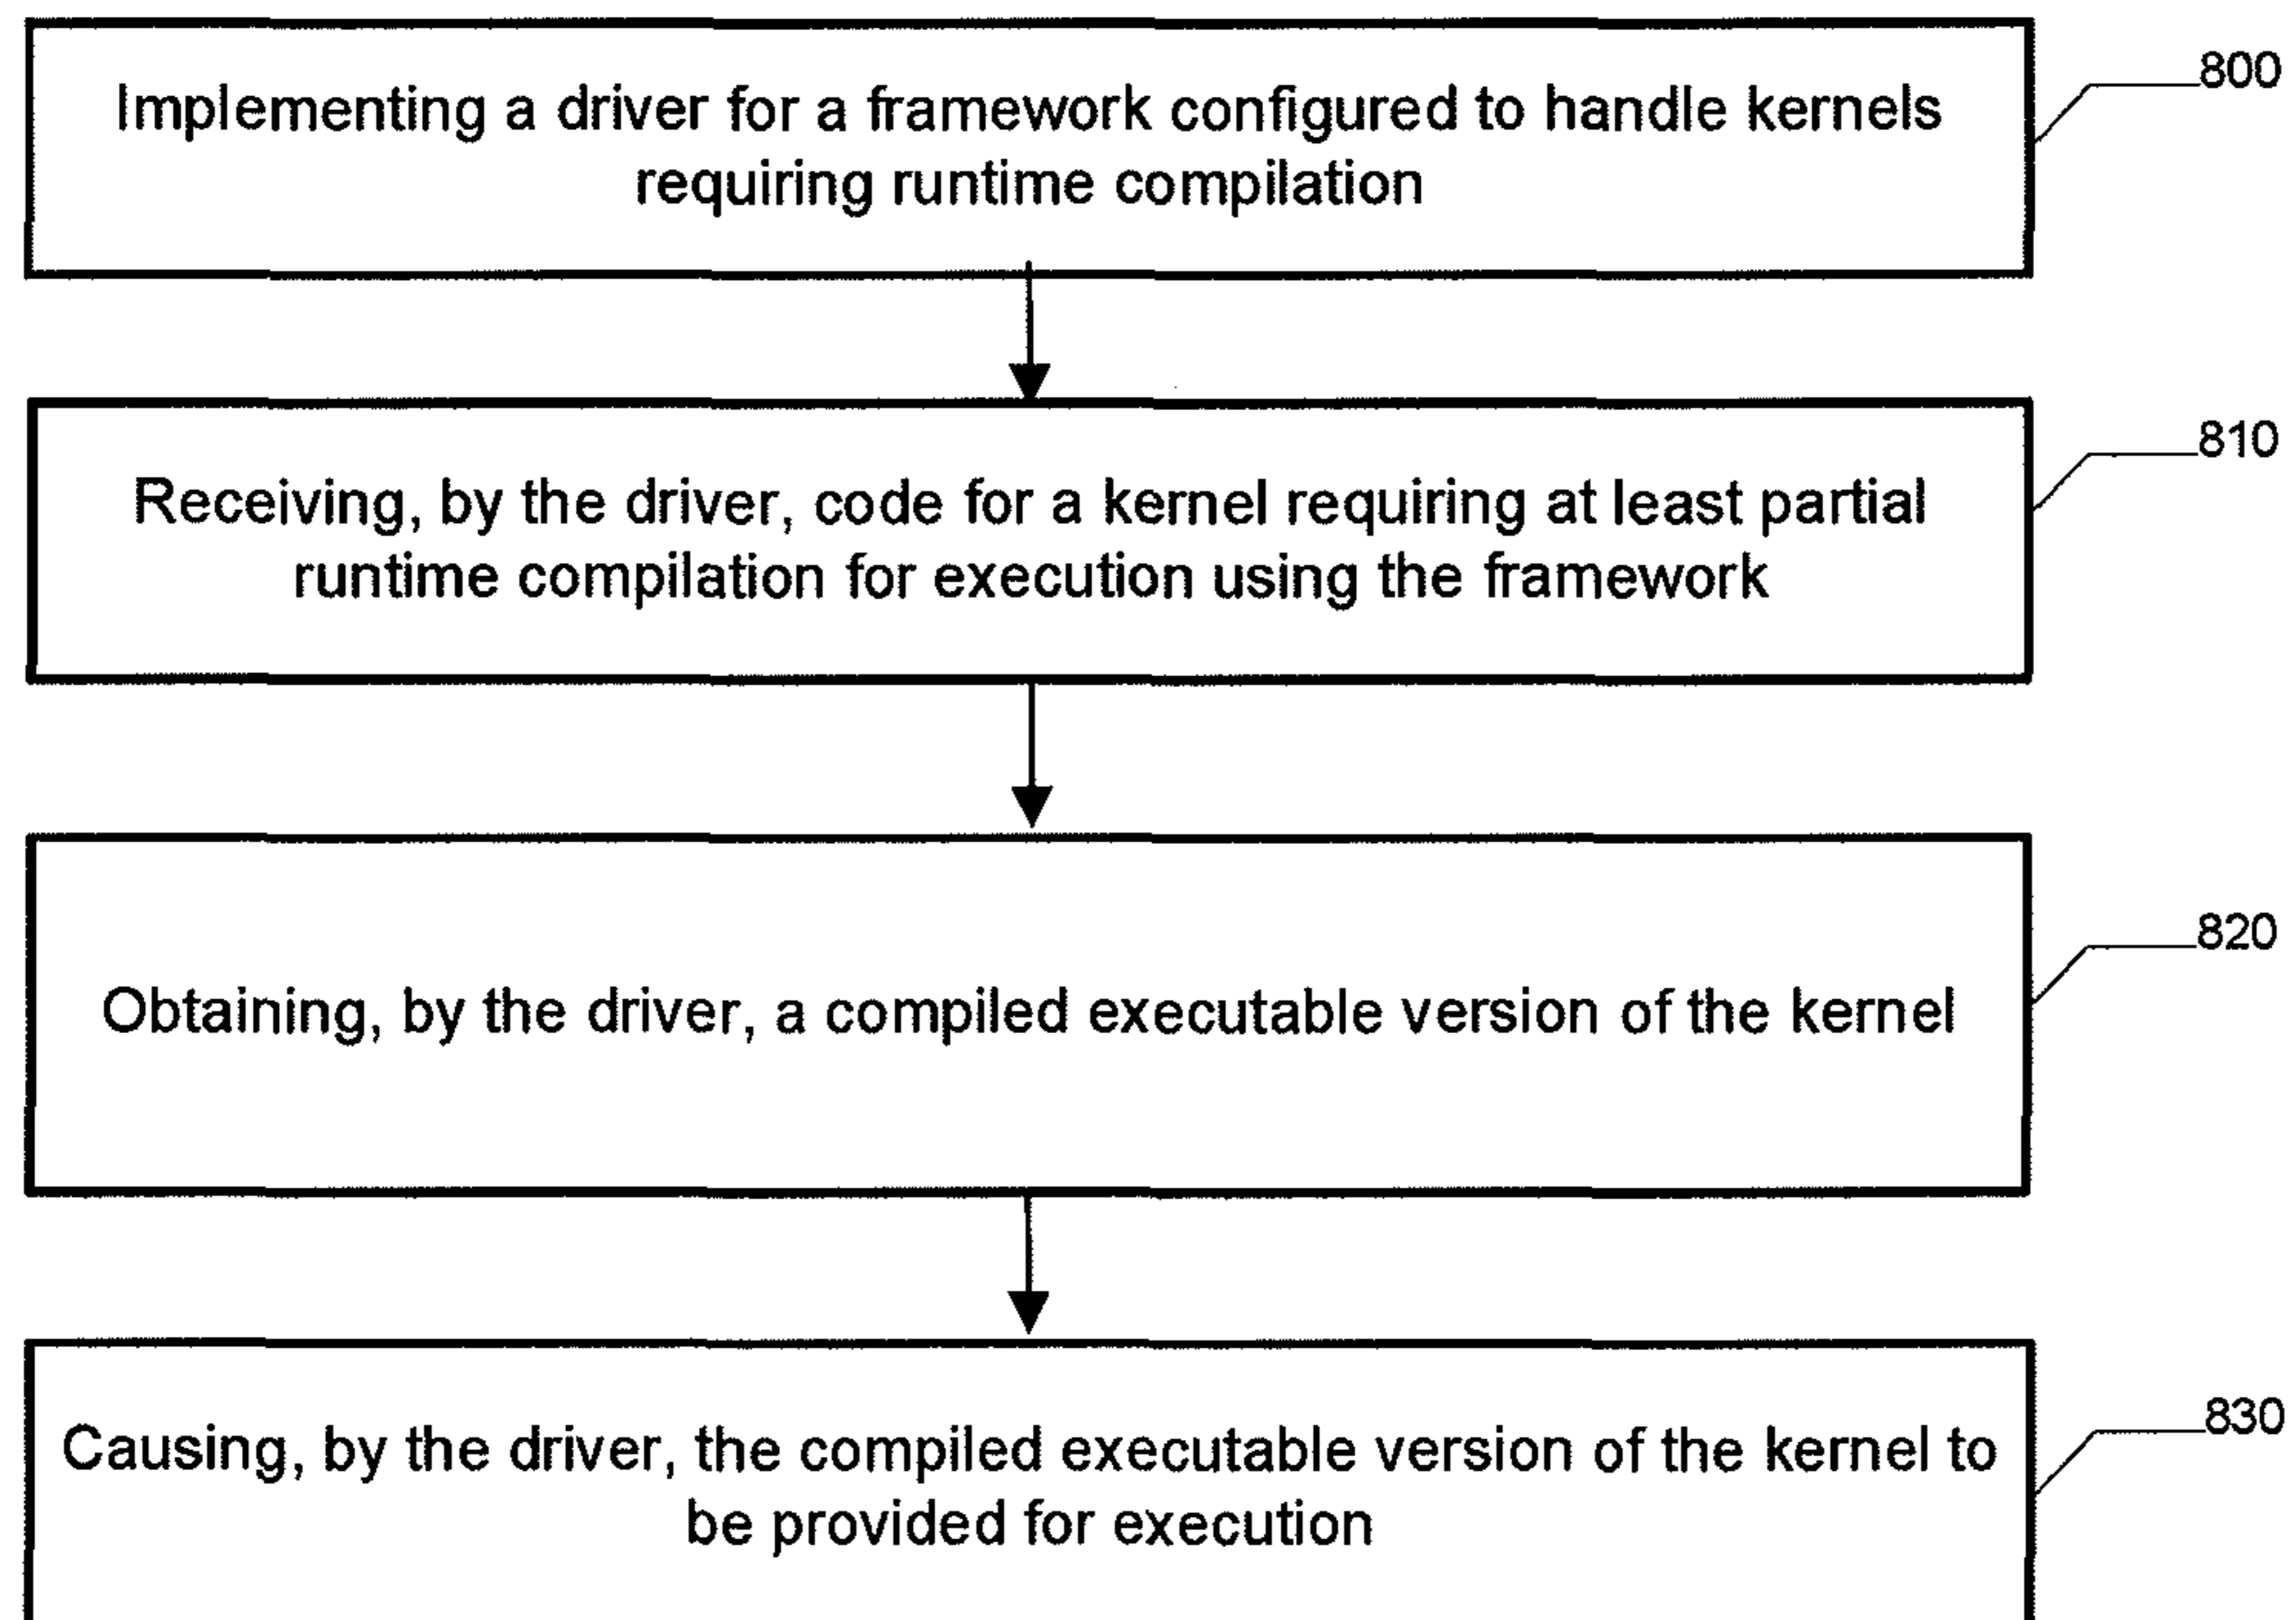 Implementing a driver for a framework configured to handle kernels
requiring runtime compilation
800
Receiving, by the driver, code for a kernel requiring at least partial
runtime compilation for execution using the framework
810
Obtaining, by the driver, a compiled executable version of the kernel
820
Causing, by the driver, the compiled executable version of the kernel to
be provided for execution
830